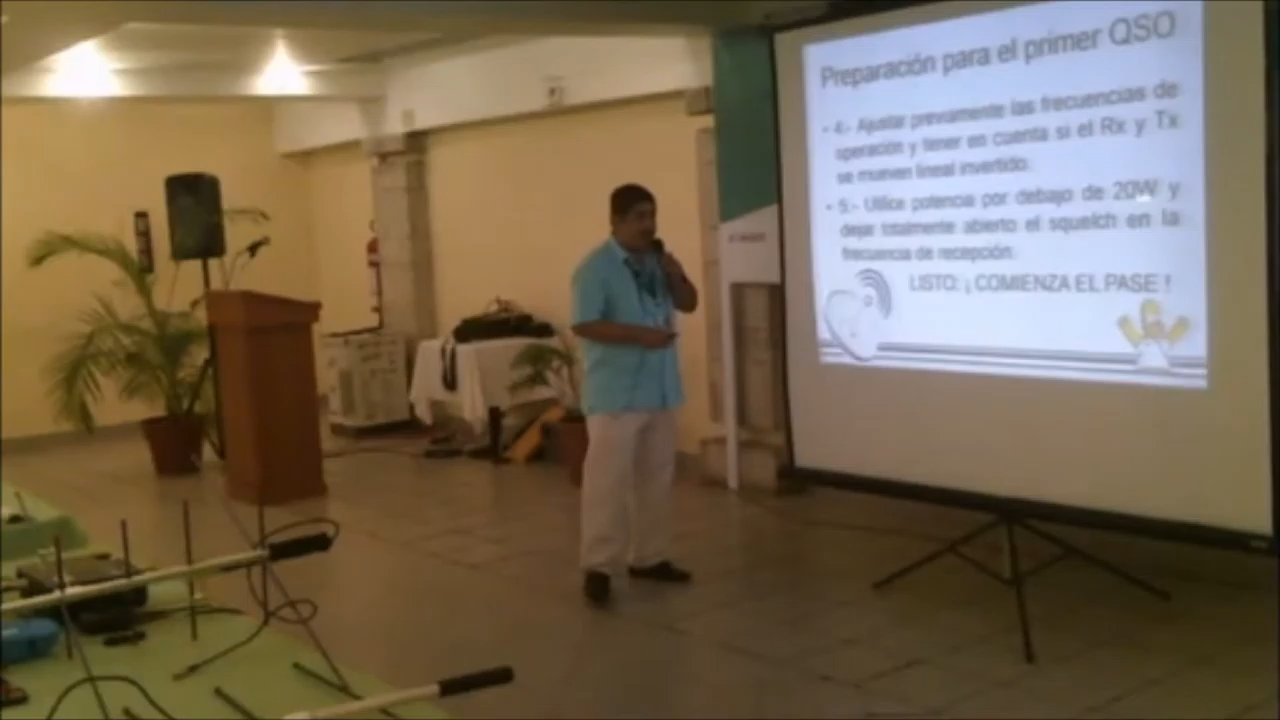 Preparación para el primer QSO
• 4.- Ajustar previamente las frecuencias de
operación y tener en cuenta si el Rx y Tx
se mueven lineal invertido.
• 5.- Utilice potencia por debajo de 20W y
dejar totalmente abierto el squelch en la
frecuencia de recepción.
LISTO: ¡ COMIENZA EL PASE !